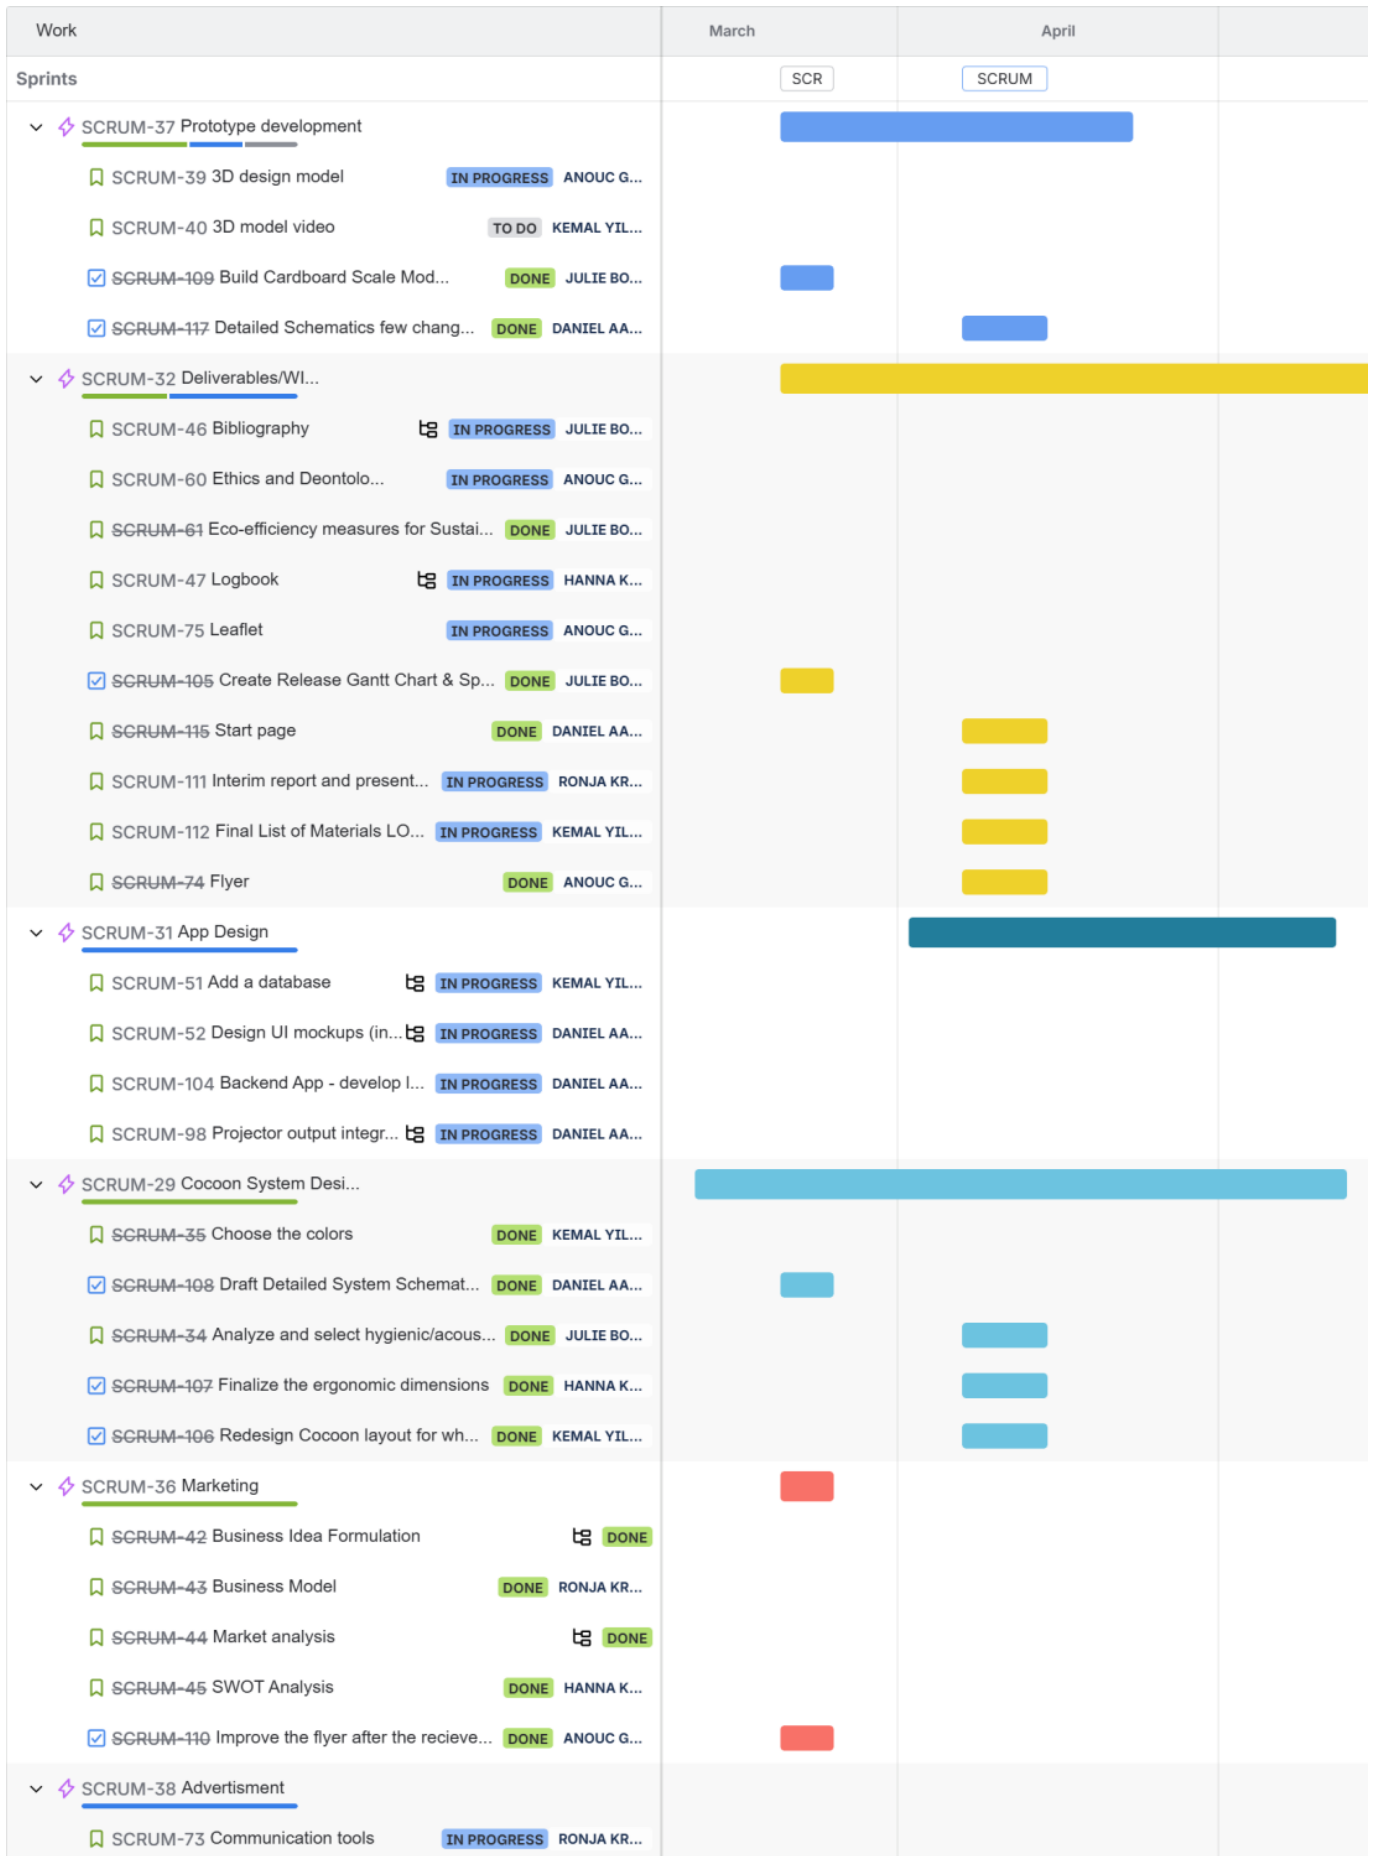 Work March April
Sprints SCR SCRUM
SCRUM-37 Prototype development
SCRUM-39 3D design model IN PROGRESS ANOUC G...
SCRUM-40 3D model video TO DO KEMAL YIL...
SCRUM-109 Build Cardboard Scale Mod... DONE JULIE BO...
SCRUM-117 Detailed Schematics few chang... DONE DANIEL AA...
SCRUM-32 Deliverables/WI...
SCRUM-46 Bibliography IN PROGRESS JULIE BO...
SCRUM-60 Ethics and Deontolo... IN PROGRESS ANOUC G...
SCRUM-61 Eco-efficiency measures for Sustai... DONE JULIE BO...
SCRUM-47 Logbook IN PROGRESS HANNA K...
SCRUM-75 Leaflet IN PROGRESS ANOUC G...
SCRUM-105 Create Release Gantt Chart & Sp... DONE JULIE BO...
SCRUM-115 Start page DONE DANIEL AA...
SCRUM-111 Interim report and present... IN PROGRESS RONJA KR...
SCRUM-112 Final List of Materials LO... IN PROGRESS KEMAL YIL...
SCRUM-74 Flyer DONE ANOUC G...
SCRUM-31 App Design
SCRUM-51 Add a database IN PROGRESS KEMAL YIL...
SCRUM-52 Design UI mockups (in... IN PROGRESS DANIEL AA...
SCRUM-104 Backend App - develop l... IN PROGRESS DANIEL AA...
SCRUM-98 Projector output integr... IN PROGRESS DANIEL AA...
SCRUM-29 Cocoon System Desi...
SCRUM-35 Choose the colors DONE KEMAL YIL...
SCRUM-108 Draft Detailed System Schemat... DONE DANIEL AA...
SCRUM-34 Analyze and select hygienic/acous... DONE JULIE BO...
SCRUM-107 Finalize the ergonomic dimensions DONE HANNA K...
SCRUM-106 Redesign Cocoon layout for wh... DONE KEMAL YIL...
SCRUM-36 Marketing
SCRUM-42 Business Idea Formulation DONE
SCRUM-43 Business Model DONE RONJA KR...
SCRUM-44 Market analysis DONE
SCRUM-45 SWOT Analysis DONE HANNA K...
SCRUM-110 Improve the flyer after the recieve... DONE ANOUC G...
SCRUM-38 Advertisment
SCRUM-73 Communication tools IN PROGRESS RONJA KR...